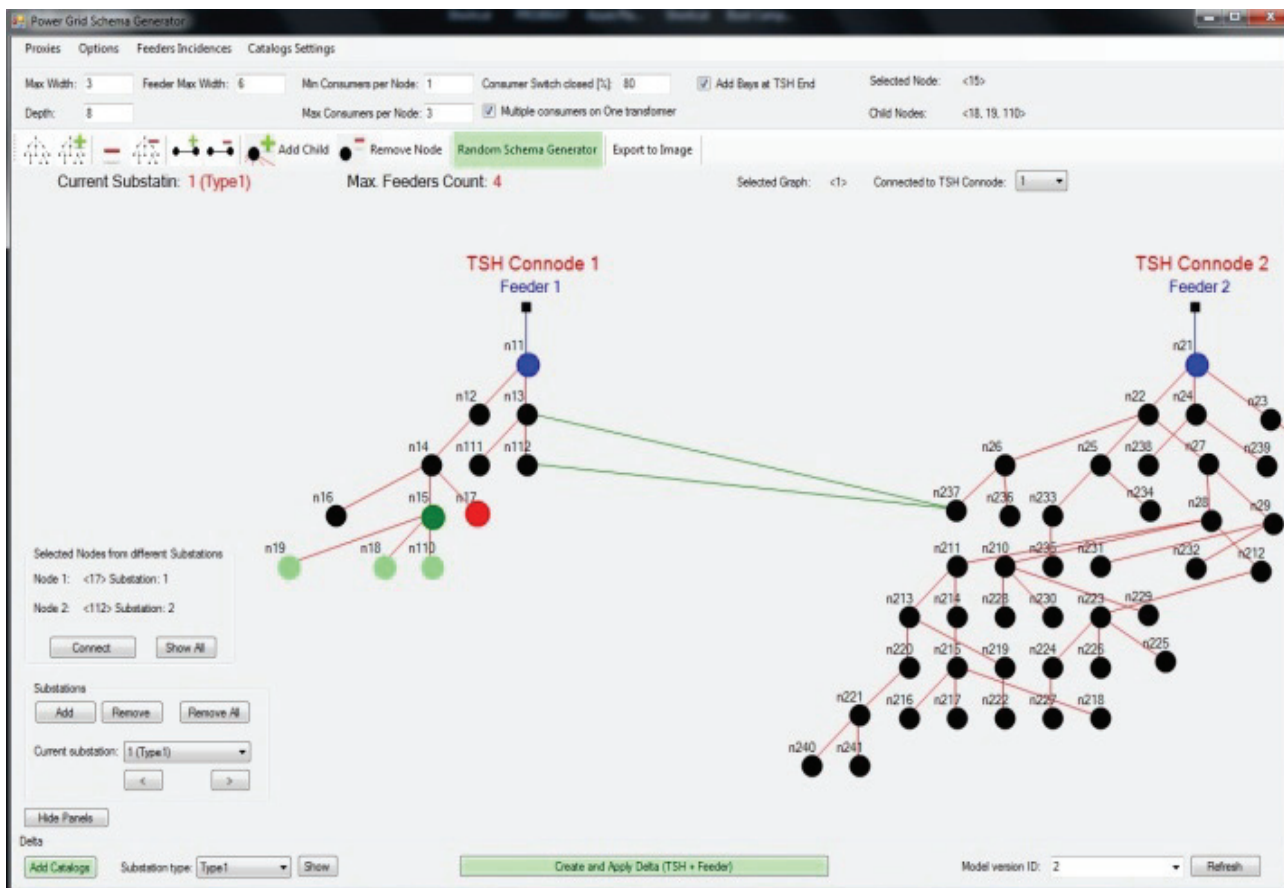 Power Grid Schema Generator
Proxies Options Feeders Incidences Catalogs Settings
Max Width: 3 Feeder Max Width: 6 Min Consumers per Node: 1 Consumer Switch closed [%]: 80 Add Bays at TSH End Selected Node: <15>
Depth: 8 Max Consumers per Node: 3 Multiple consumers on One transformer Child Nodes: <18, 19, 110>
Add Child Remove Node Random Schema Generator Export to Image
Current Substatin: 1 (Type1) Max. Feeders Count: 4 Selected Graph: <1> Connected to TSH Connode: 1
TSH Connode 1 TSH Connode 2
Feeder 1 Feeder 2
n11 n21
n12 n13 n22 n24 n23
n14 n111 n112 n26 n25 n238 n27 n239
n16 n15 n17 n237 n236 n233 n234 n28 n29
n19 n18 n110 n211 n210 n235 n231 n232 n212
Selected Nodes from different Substations
Node 1: <17> Substation: 1
Node 2: <112> Substation: 2
n213 n214 n228 n230 n223 n229
Connect Show All
n220 n215 n219 n224 n226 n225
Substations
Add Remove Remove All
n221 n216 n217 n222 n227 n218
Current substation: 1 (Type1)
n240 n241
< >
Hide Panels
Delta
Add Catalogs Substation type: Type1 Show Create and Apply Delta (TSH + Feeder) Model version ID: 2 Refresh